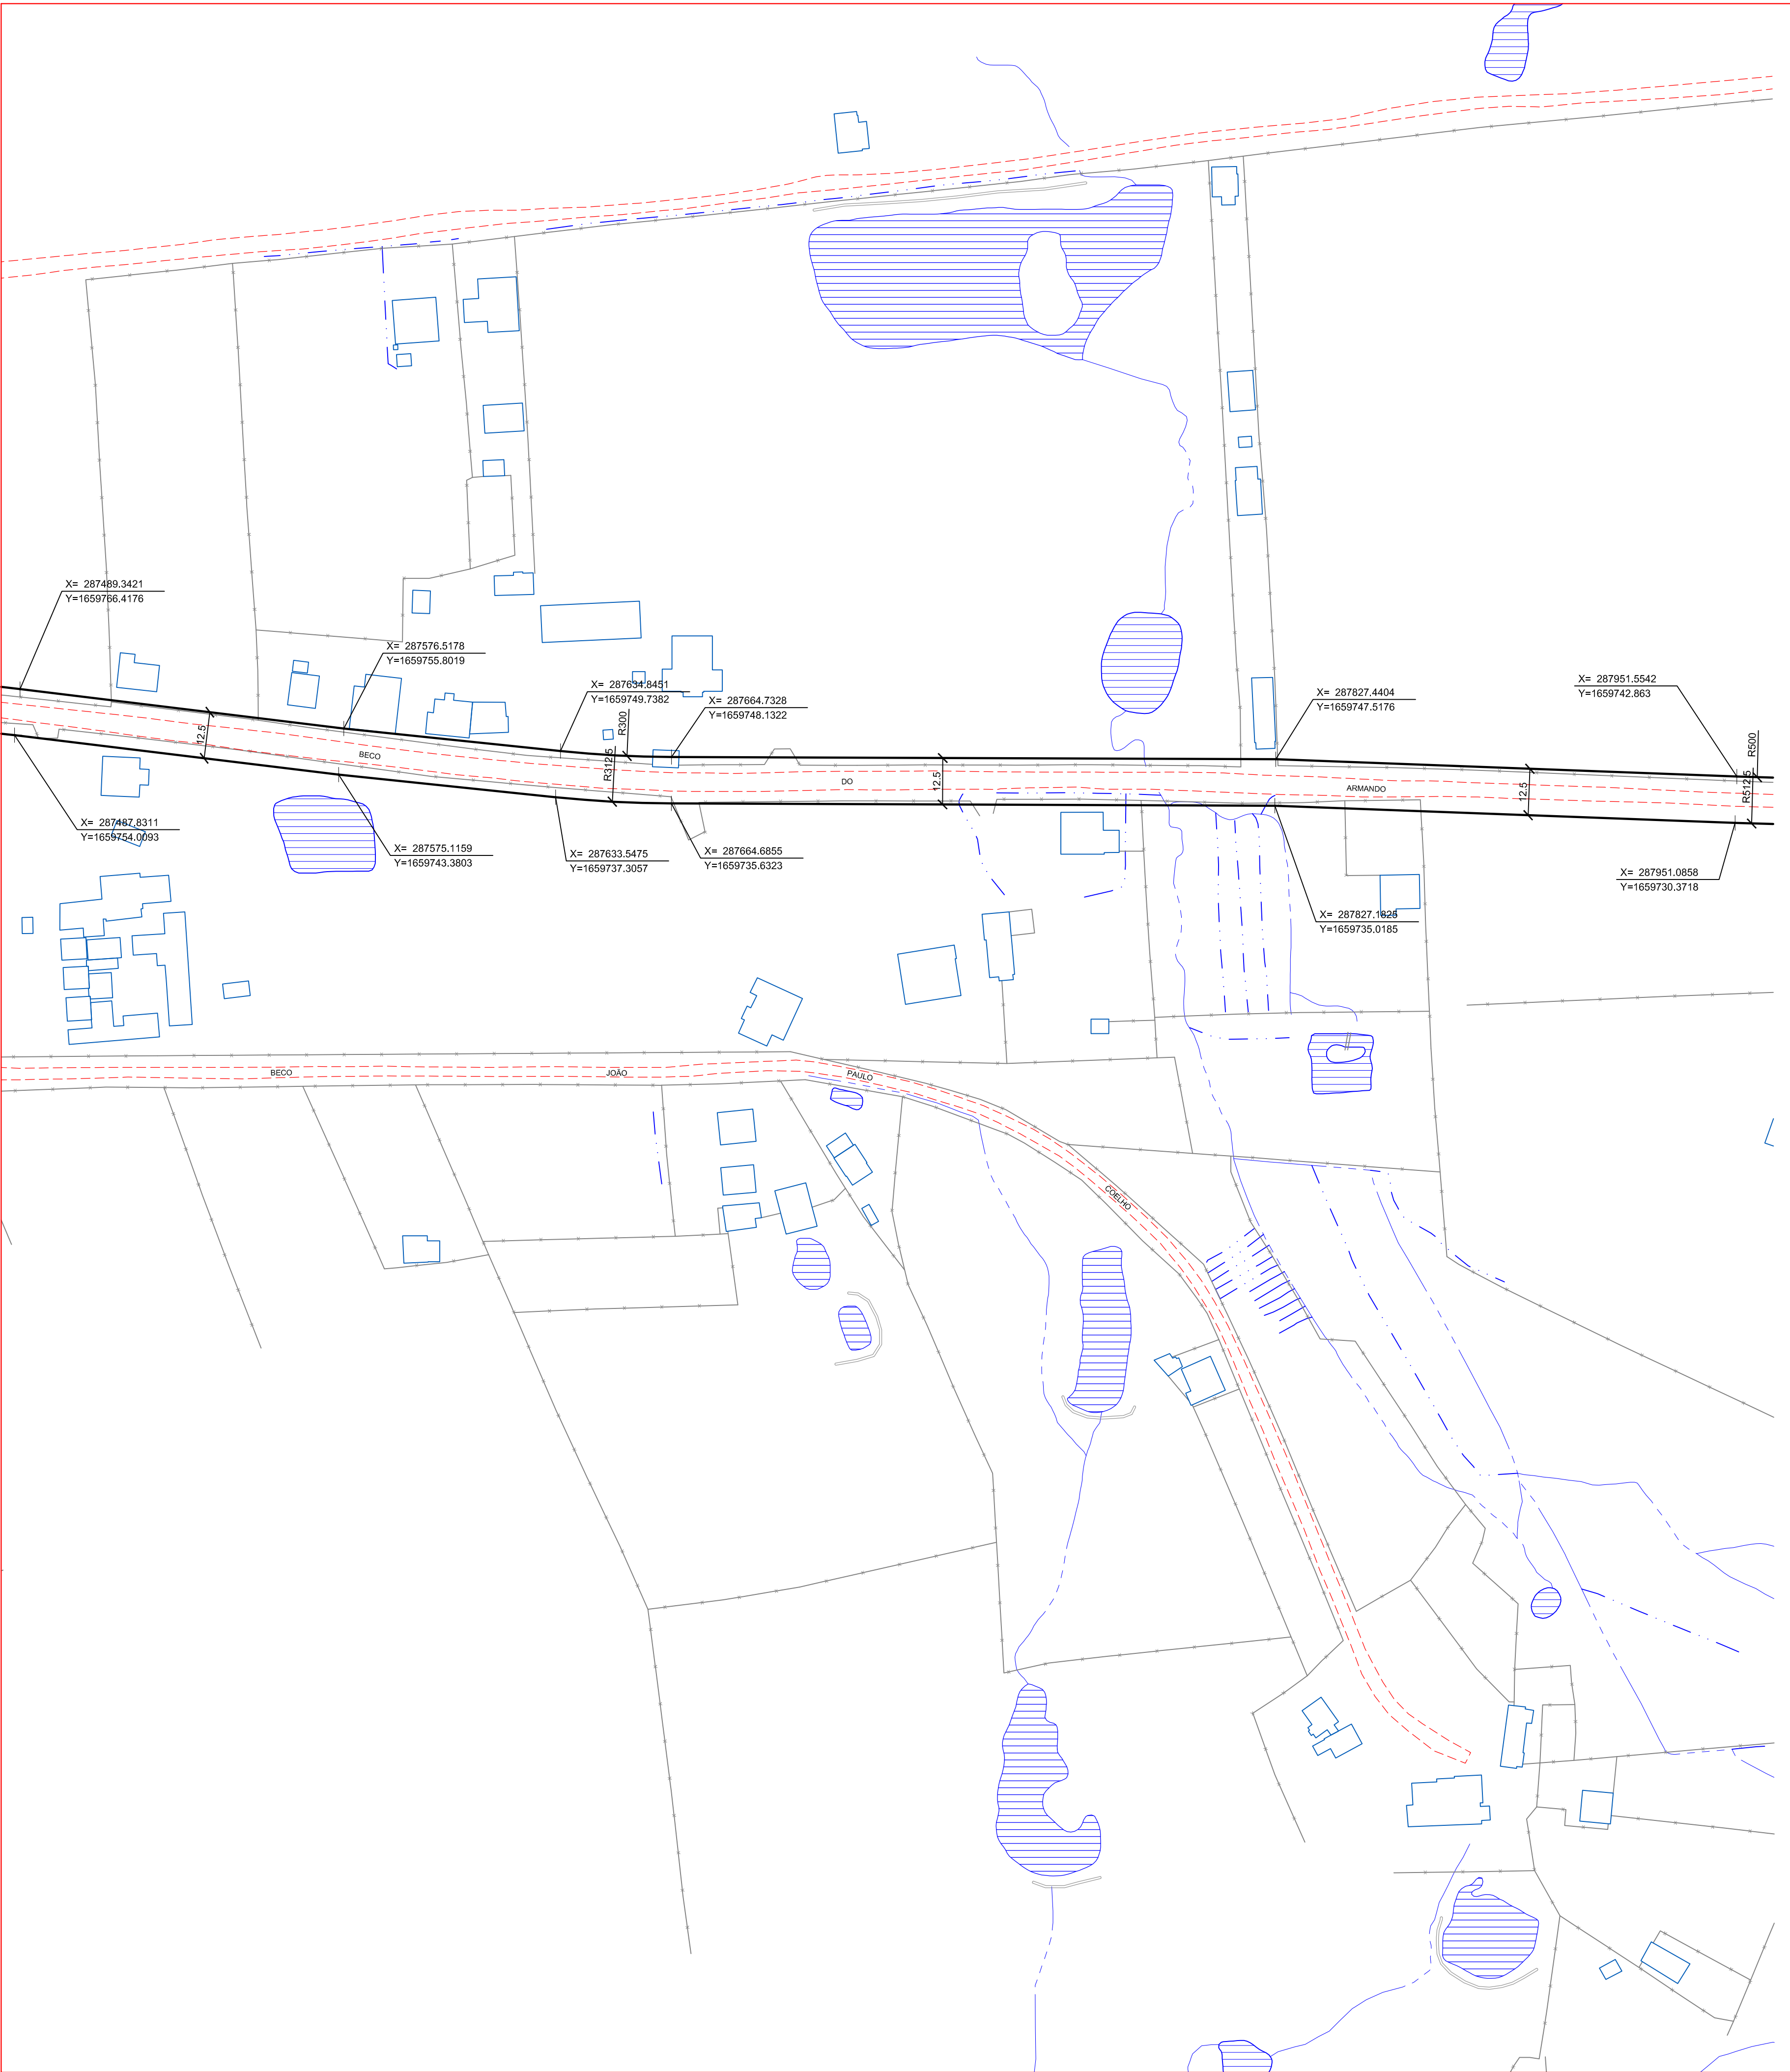 X= 287489.3421
Y=1659766.4176
X= 287576.5178
Y=1659755.8019
X= 287634.8451
Y=1659749.7382
X= 287664.7328
Y=1659748.1322
X= 287827.4404
Y=1659747.5176
X= 287951.5542
Y=1659742.863
12.5
R300
R312.5
BECO
DO
12.5
ARMANDO
12.5
R500
R512.5
X= 287487.8311
Y=1659754.0093
X= 287575.1159
Y=1659743.3803
X= 287633.5475
Y=1659737.3057
X= 287664.6855
Y=1659735.6323
X= 287827.1825
Y=1659735.0185
X= 287951.0858
Y=1659730.3718
BECO
JOÃO
PAULO
COELHO